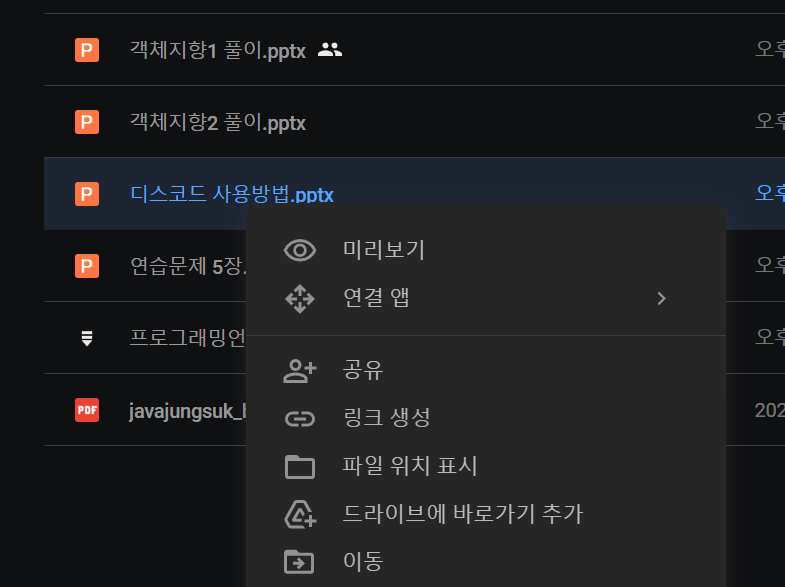 P 객체지향1 풀이.pptx 오후
P 객체지향2 풀이.pptx 오후
P 디스코드 사용방법.pptx 오후
미리보기
P 연습문제 5장. 오후
연결 앱
프로그래밍언 오후
공유
PDF javajungsuk_ 202
링크 생성
파일 위치 표시
드라이브에 바로가기 추가
이동